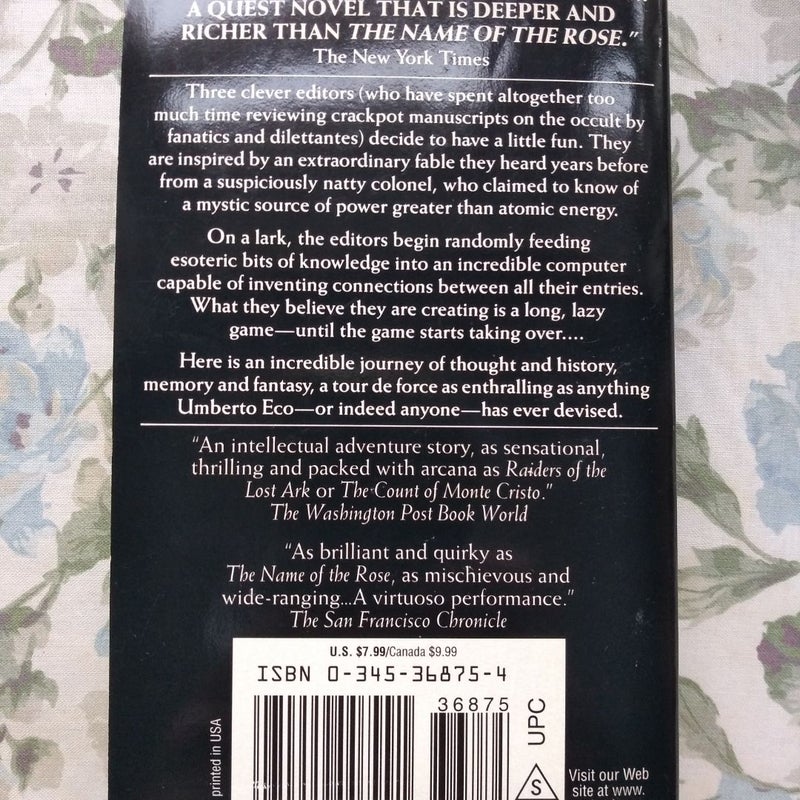 A QUEST NOVEL THAT IS DEEPER AND
RICHER THAN THE NAME OF THE ROSE."
The New York Times
Three clever editors (who have spent altogether too
much time reviewing crackpot manuscripts on the occult by
fanatics and dilettantes) decide to have a little fun. They
are inspired by an extraordinary fable they heard years before
from a suspiciously natty colonel, who claimed to know of
a mystic source of power greater than atomic energy.
On a lark, the editors begin randomly feeding
esoteric bits of knowledge into an incredible computer
capable of inventing connections between all their entries.
What they believe they are creating is a long, lazy
game—until the game starts taking over....
Here is an incredible journey of thought and history,
memory and fantasy, a tour de force as enthralling as anything
Umberto Eco—or indeed anyone—has ever devised.
"An intellectual adventure story, as sensational,
thrilling and packed with arcana as Raiders of the
Lost Ark or The Count of Monte Cristo."
The Washington Post Book World
"As brilliant and quirky as
The Name of the Rose, as mischievous and
wide-ranging...A virtuoso performance."
The San Francisco Chronicle
U.S. $7.99/Canada $9.99
ISBN 0-345-36875-4
36875
UPC
S
printed in USA
Visit our Web
site at www.